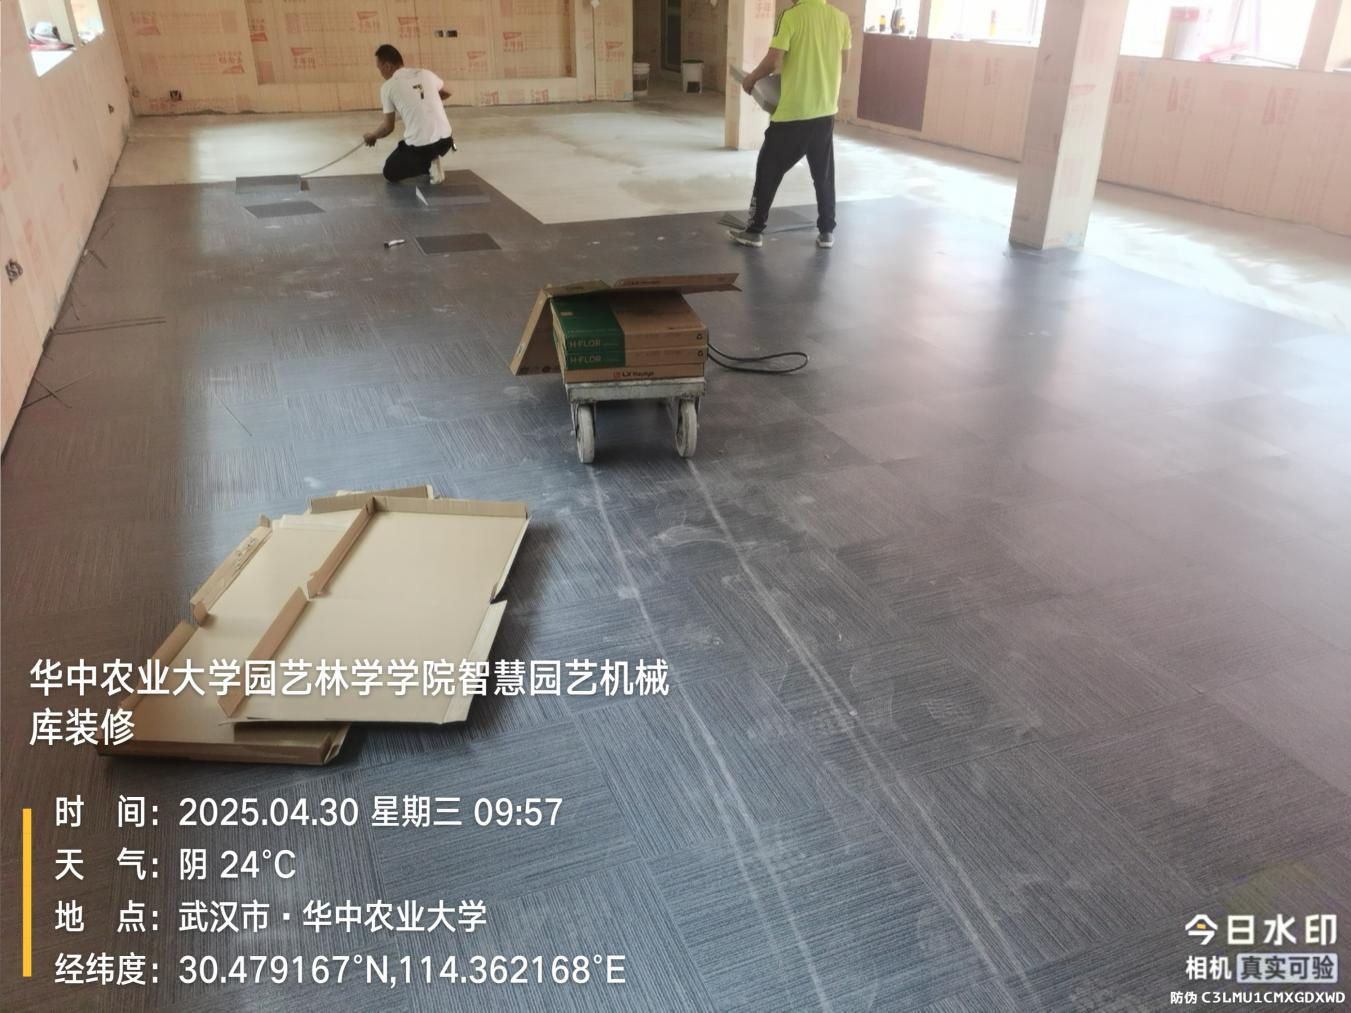 H-FLOR
H-FLOR
LX Hausys
华中农业大学园艺林学学院智慧园艺机械
库装修
时 间：2025.04.30 星期三 09:57
天 气：阴 24°C
地 点：武汉市·华中农业大学
经纬度：30.479167°N,114.362168°E
今日水印
相机 真实可验
防伪 C3LMU1CMXGDXWD